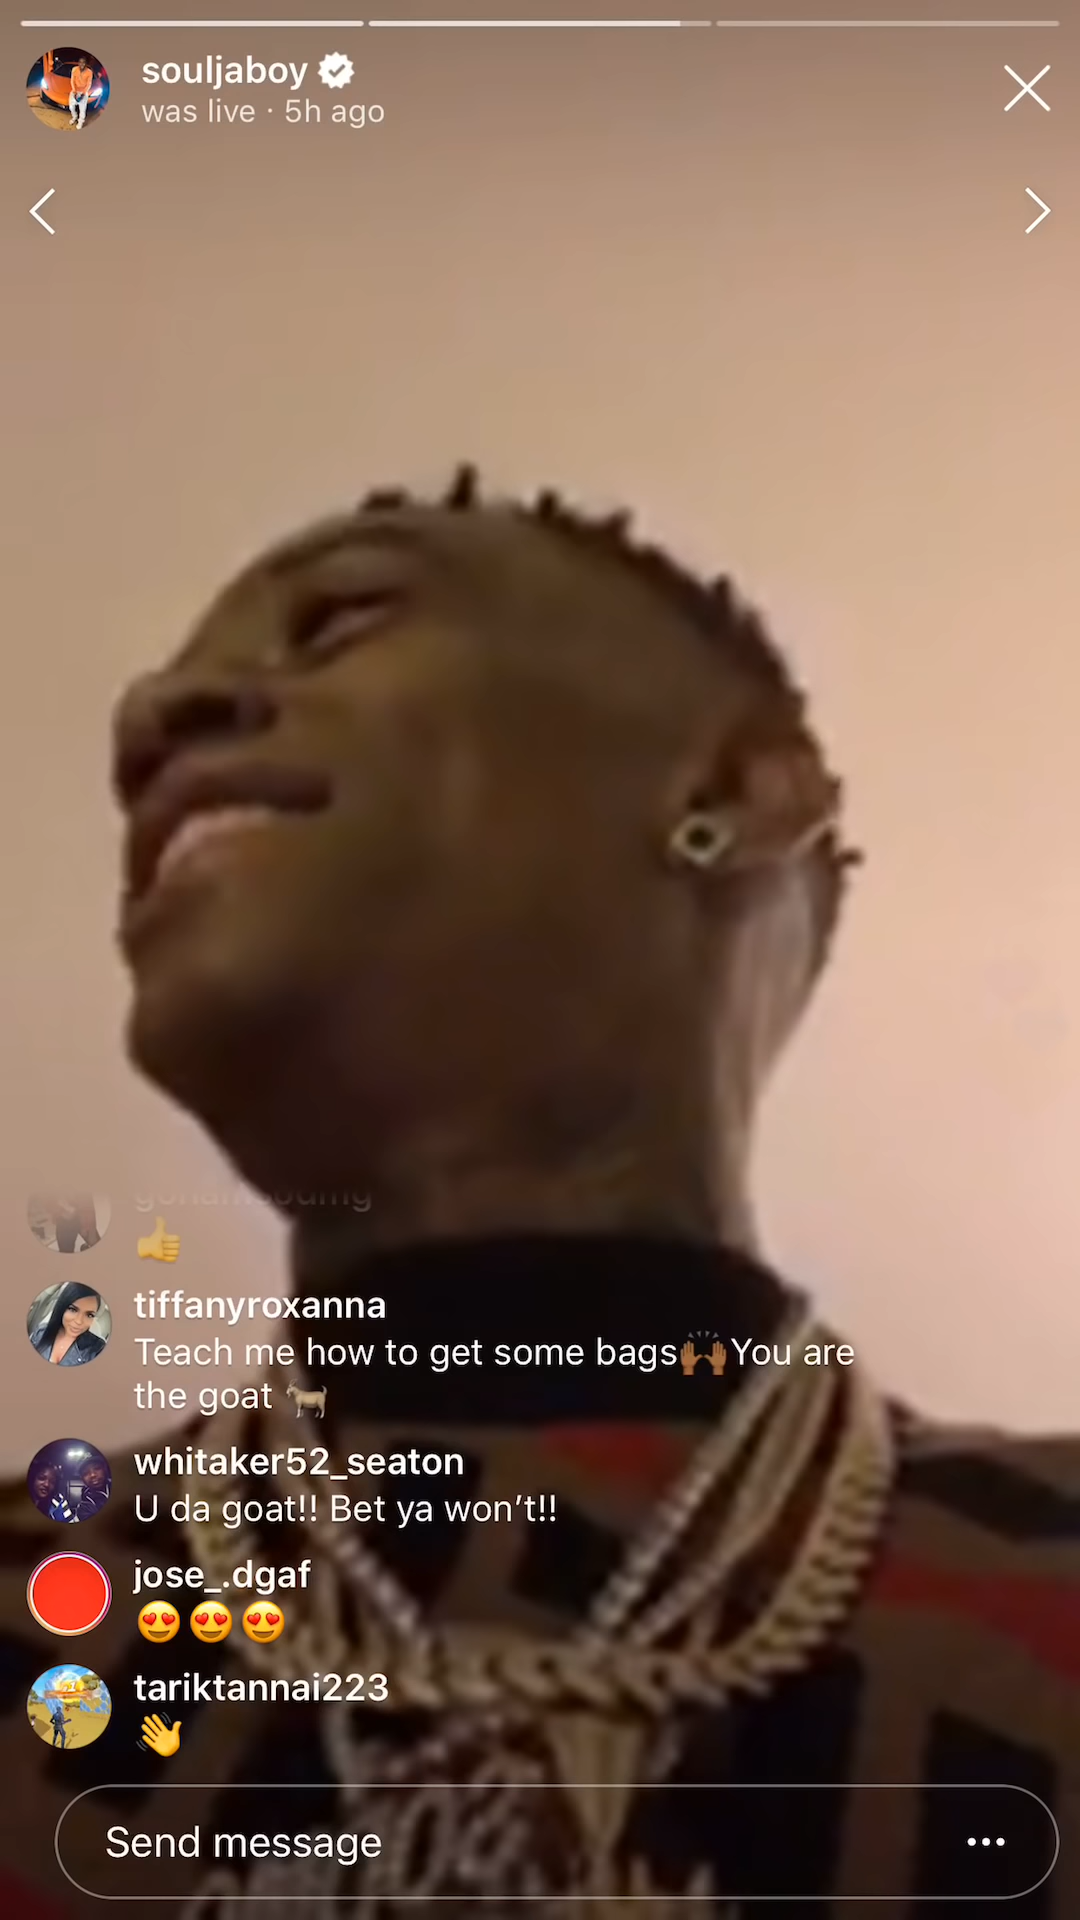 souljaboy
was live · 5h ago
👍
tiffanyroxanna
Teach me how to get some bags🙌🏾You are
the goat 🐐
whitaker52_seaton
U da goat!! Bet ya won’t!!
jose_.dgaf
😍😍😍
tariktannai223
👋
Send message